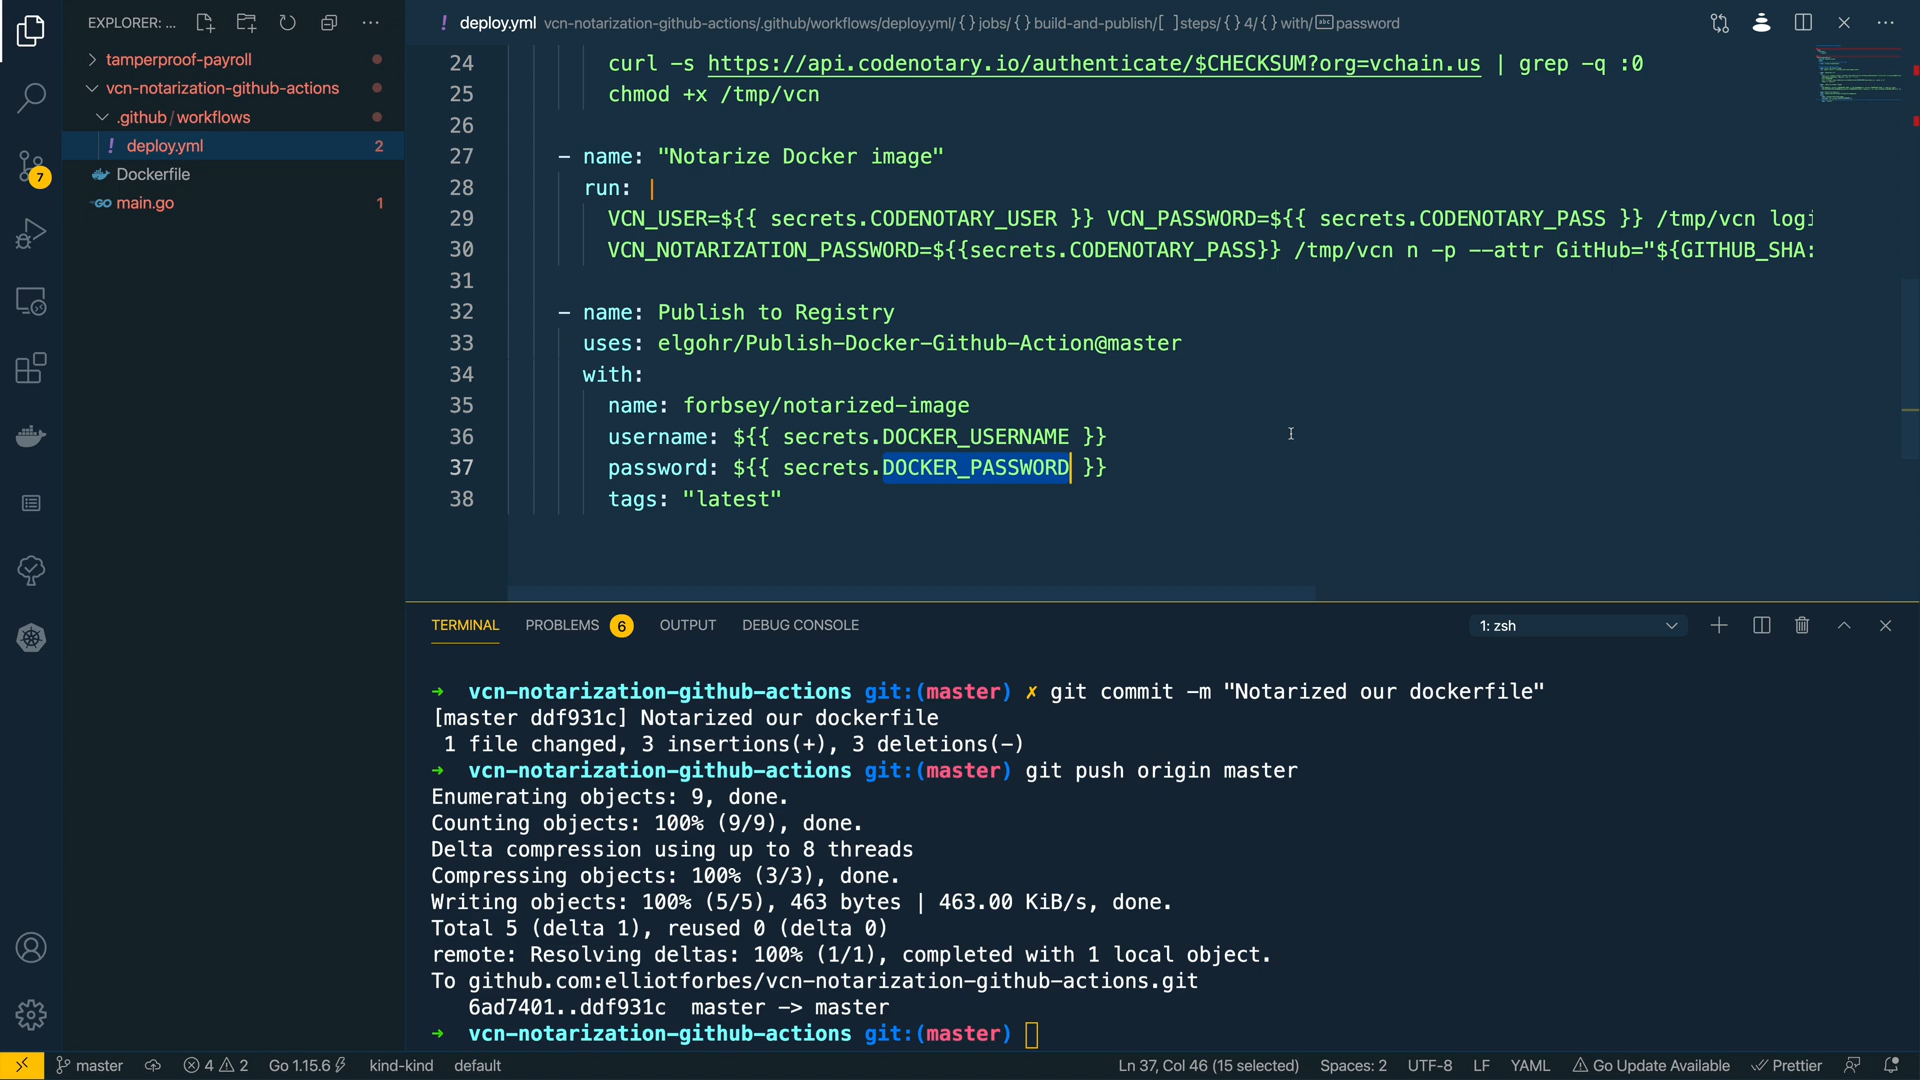 EXPLORER: ...
deploy.yml vcn-notarization-github-actions/.github/workflows/deploy.yml/{ } jobs/{ } build-and-publish/[ ] steps/{ } 4/{ } with/ abc password
tamperproof-payroll
vcn-notarization-github-actions
.github / workflows
! deploy.yml 2
Dockerfile
GO main.go 1
7
24 curl -s https://api.codenotary.io/authenticate/$CHECKSUM?org=vchain.us | grep -q :0
25 chmod +x /tmp/vcn
26
27 - name: "Notarize Docker image"
28 run: |
29 VCN_USER=${{ secrets.CODENOTARY_USER }} VCN_PASSWORD=${{ secrets.CODENOTARY_PASS }} /tmp/vcn logi
30 VCN_NOTARIZATION_PASSWORD=${{secrets.CODENOTARY_PASS}} /tmp/vcn n -p --attr GitHub="${GITHUB_SHA:
31
32 - name: Publish to Registry
33 uses: elgohr/Publish-Docker-Github-Action@master
34 with:
35 name: forbsey/notarized-image
36 username: ${{ secrets.DOCKER_USERNAME }}
37 password: ${{ secrets.DOCKER_PASSWORD }}
38 tags: "latest"
TERMINAL PROBLEMS 6 OUTPUT DEBUG CONSOLE 1: zsh
➜ vcn-notarization-github-actions git:(master) ✗ git commit -m "Notarized our dockerfile"
[master ddf931c] Notarized our dockerfile
1 file changed, 3 insertions(+), 3 deletions(-)
➜ vcn-notarization-github-actions git:(master) git push origin master
Enumerating objects: 9, done.
Counting objects: 100% (9/9), done.
Delta compression using up to 8 threads
Compressing objects: 100% (3/3), done.
Writing objects: 100% (5/5), 463 bytes | 463.00 KiB/s, done.
Total 5 (delta 1), reused 0 (delta 0)
remote: Resolving deltas: 100% (1/1), completed with 1 local object.
To github.com:elliotforbes/vcn-notarization-github-actions.git
6ad7401..ddf931c master -> master
➜ vcn-notarization-github-actions git:(master)
master 4 2 Go 1.15.6 kind-kind default Ln 37, Col 46 (15 selected) Spaces: 2 UTF-8 LF YAML Go Update Available Prettier